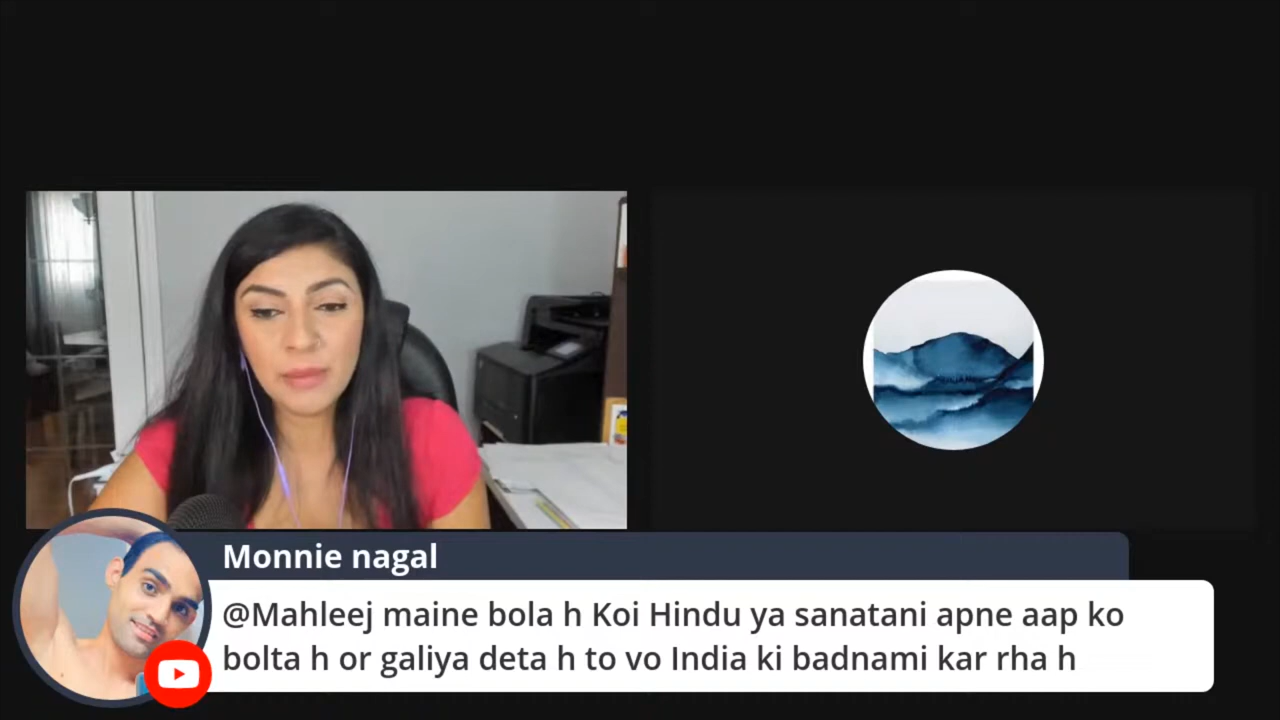 Monnie nagal
@Mahleej maine bola h Koi Hindu ya sanatani apne aap ko
bolta h or galiya deta h to vo India ki badnami kar rha h